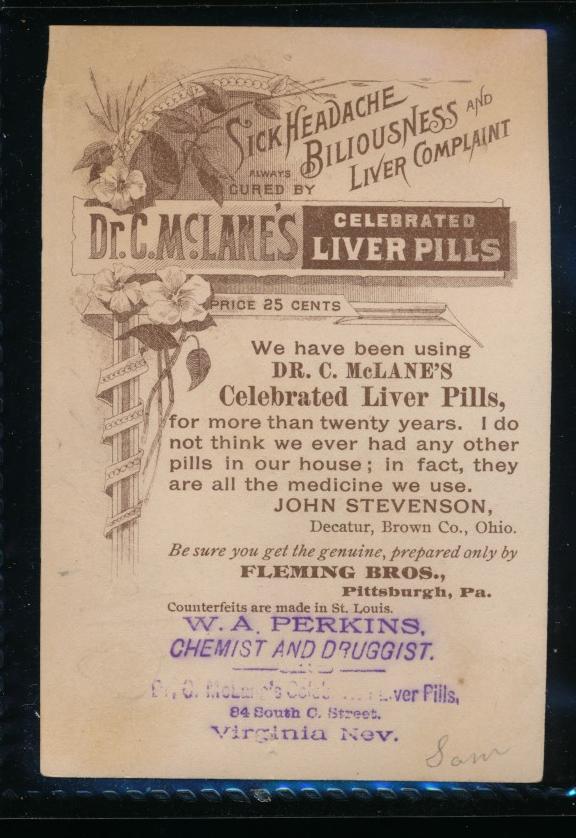 SICK HEADACHE
BILIOUSNESS AND
LIVER COMPLAINT
ALWAYS
CURED BY
Dr. C. McLANE'S
CELEBRATED
LIVER PILLS
PRICE 25 CENTS
We have been using
DR. C. McLANE'S
Celebrated Liver Pills,
for more than twenty years. I do
not think we ever had any other
pills in our house; in fact, they
are all the medicine we use.
JOHN STEVENSON,
Decatur, Brown Co., Ohio.
Be sure you get the genuine, prepared only by
FLEMING BROS.,
Pittsburgh, Pa.
Counterfeits are made in St. Louis.
W. A. PERKINS,
CHEMIST AND DRUGGIST.
Dr. C. McLane's Liver Pills,
84 South C. Street.
Virginia Nev.
Sam